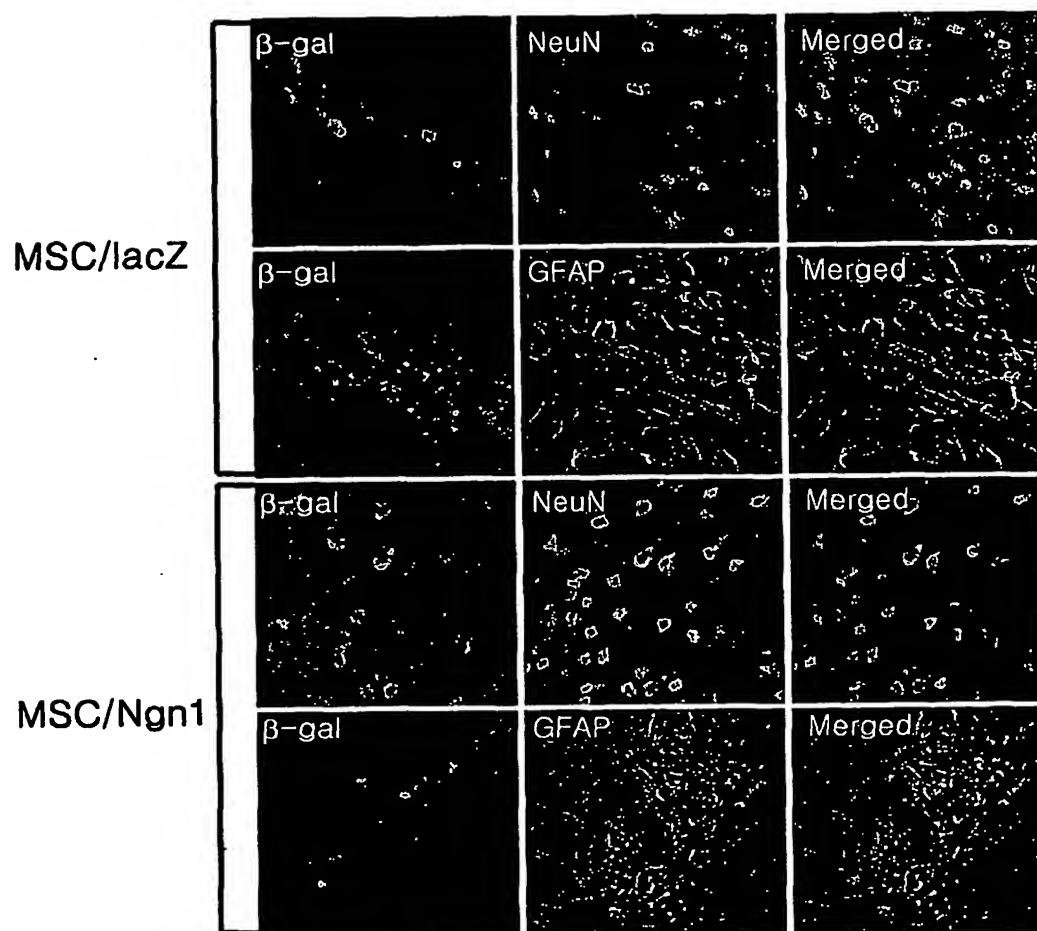 β-gal NeuN Merged
MSC/lacZ
β-gal GFAP Merged
β-gal NeuN Merged
MSC/Ngn1
β-gal GFAP Merged